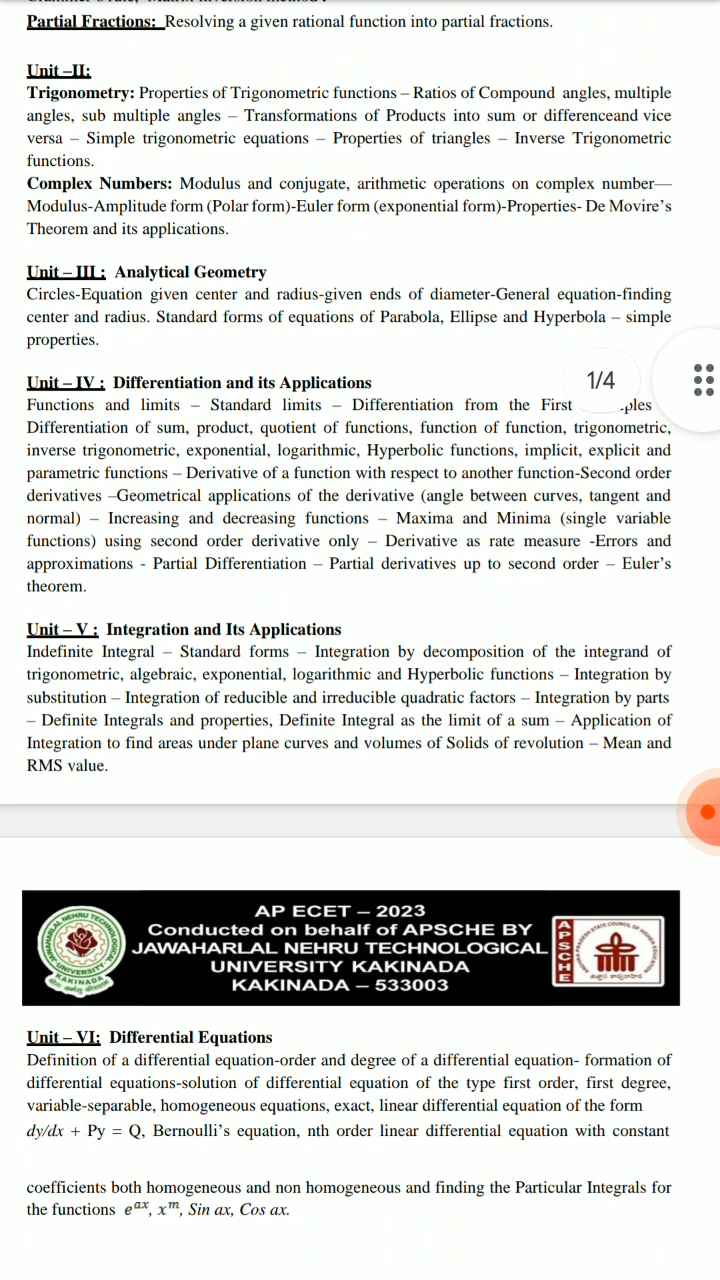 Partial Fractions: Resolving a given rational function into partial fractions.
Unit –II:
Trigonometry: Properties of Trigonometric functions – Ratios of Compound angles, multiple
angles, sub multiple angles – Transformations of Products into sum or differenceand vice
versa – Simple trigonometric equations – Properties of triangles – Inverse Trigonometric
functions.
Complex Numbers: Modulus and conjugate, arithmetic operations on complex number—
Modulus-Amplitude form (Polar form)-Euler form (exponential form)-Properties- De Movire’s
Theorem and its applications.
Unit – III : Analytical Geometry
Circles-Equation given center and radius-given ends of diameter-General equation-finding
center and radius. Standard forms of equations of Parabola, Ellipse and Hyperbola – simple
properties.
Unit – IV : Differentiation and its Applications
1/4
Functions and limits – Standard limits – Differentiation from the First ples
Differentiation of sum, product, quotient of functions, function of function, trigonometric,
inverse trigonometric, exponential, logarithmic, Hyperbolic functions, implicit, explicit and
parametric functions – Derivative of a function with respect to another function-Second order
derivatives –Geometrical applications of the derivative (angle between curves, tangent and
normal) – Increasing and decreasing functions – Maxima and Minima (single variable
functions) using second order derivative only – Derivative as rate measure -Errors and
approximations - Partial Differentiation – Partial derivatives up to second order – Euler’s
theorem.
Unit – V : Integration and Its Applications
Indefinite Integral – Standard forms – Integration by decomposition of the integrand of
trigonometric, algebraic, exponential, logarithmic and Hyperbolic functions – Integration by
substitution – Integration of reducible and irreducible quadratic factors – Integration by parts
– Definite Integrals and properties, Definite Integral as the limit of a sum – Application of
Integration to find areas under plane curves and volumes of Solids of revolution – Mean and
RMS value.
AP ECET – 2023
Conducted on behalf of APSCHE BY
JAWAHARLAL NEHRU TECHNOLOGICAL
UNIVERSITY KAKINADA
KAKINADA – 533003
APSCHE
Unit – VI: Differential Equations
Definition of a differential equation-order and degree of a differential equation- formation of
differential equations-solution of differential equation of the type first order, first degree,
variable-separable, homogeneous equations, exact, linear differential equation of the form
dy/dx + Py = Q, Bernoulli’s equation, nth order linear differential equation with constant
coefficients both homogeneous and non homogeneous and finding the Particular Integrals for
the functions e^ax, x^m, Sin ax, Cos ax.